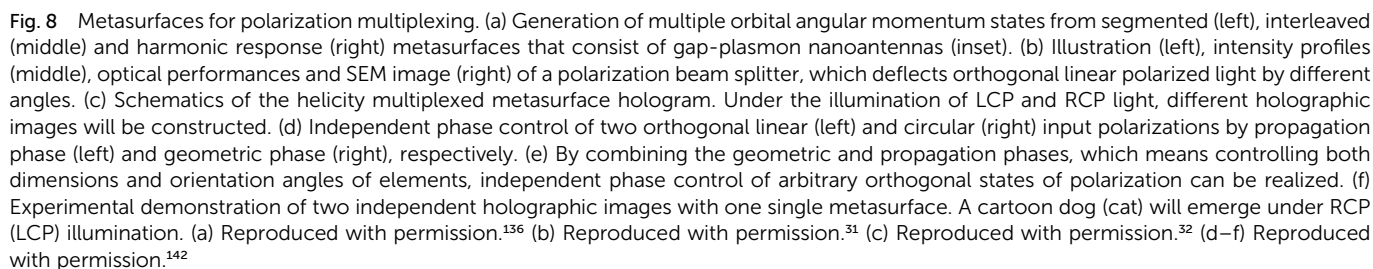 Fig. 8 Metasurfaces for polarization multiplexing. (a) Generation of multiple orbital angular momentum states from segmented (left), interleaved
(middle) and harmonic response (right) metasurfaces that consist of gap-plasmon nanoantennas (inset). (b) Illustration (left), intensity profiles
(middle), optical performances and SEM image (right) of a polarization beam splitter, which deflects orthogonal linear polarized light by different
angles. (c) Schematics of the helicity multiplexed metasurface hologram. Under the illumination of LCP and RCP light, different holographic
images will be constructed. (d) Independent phase control of two orthogonal linear (left) and circular (right) input polarizations by propagation
phase (left) and geometric phase (right), respectively. (e) By combining the geometric and propagation phases, which means controlling both
dimensions and orientation angles of elements, independent phase control of arbitrary orthogonal states of polarization can be realized. (f)
Experimental demonstration of two independent holographic images with one single metasurface. A cartoon dog (cat) will emerge under RCP
(LCP) illumination. (a) Reproduced with permission.¹³⁶ (b) Reproduced with permission.³¹ (c) Reproduced with permission.³² (d–f) Reproduced
with permission.¹⁴²